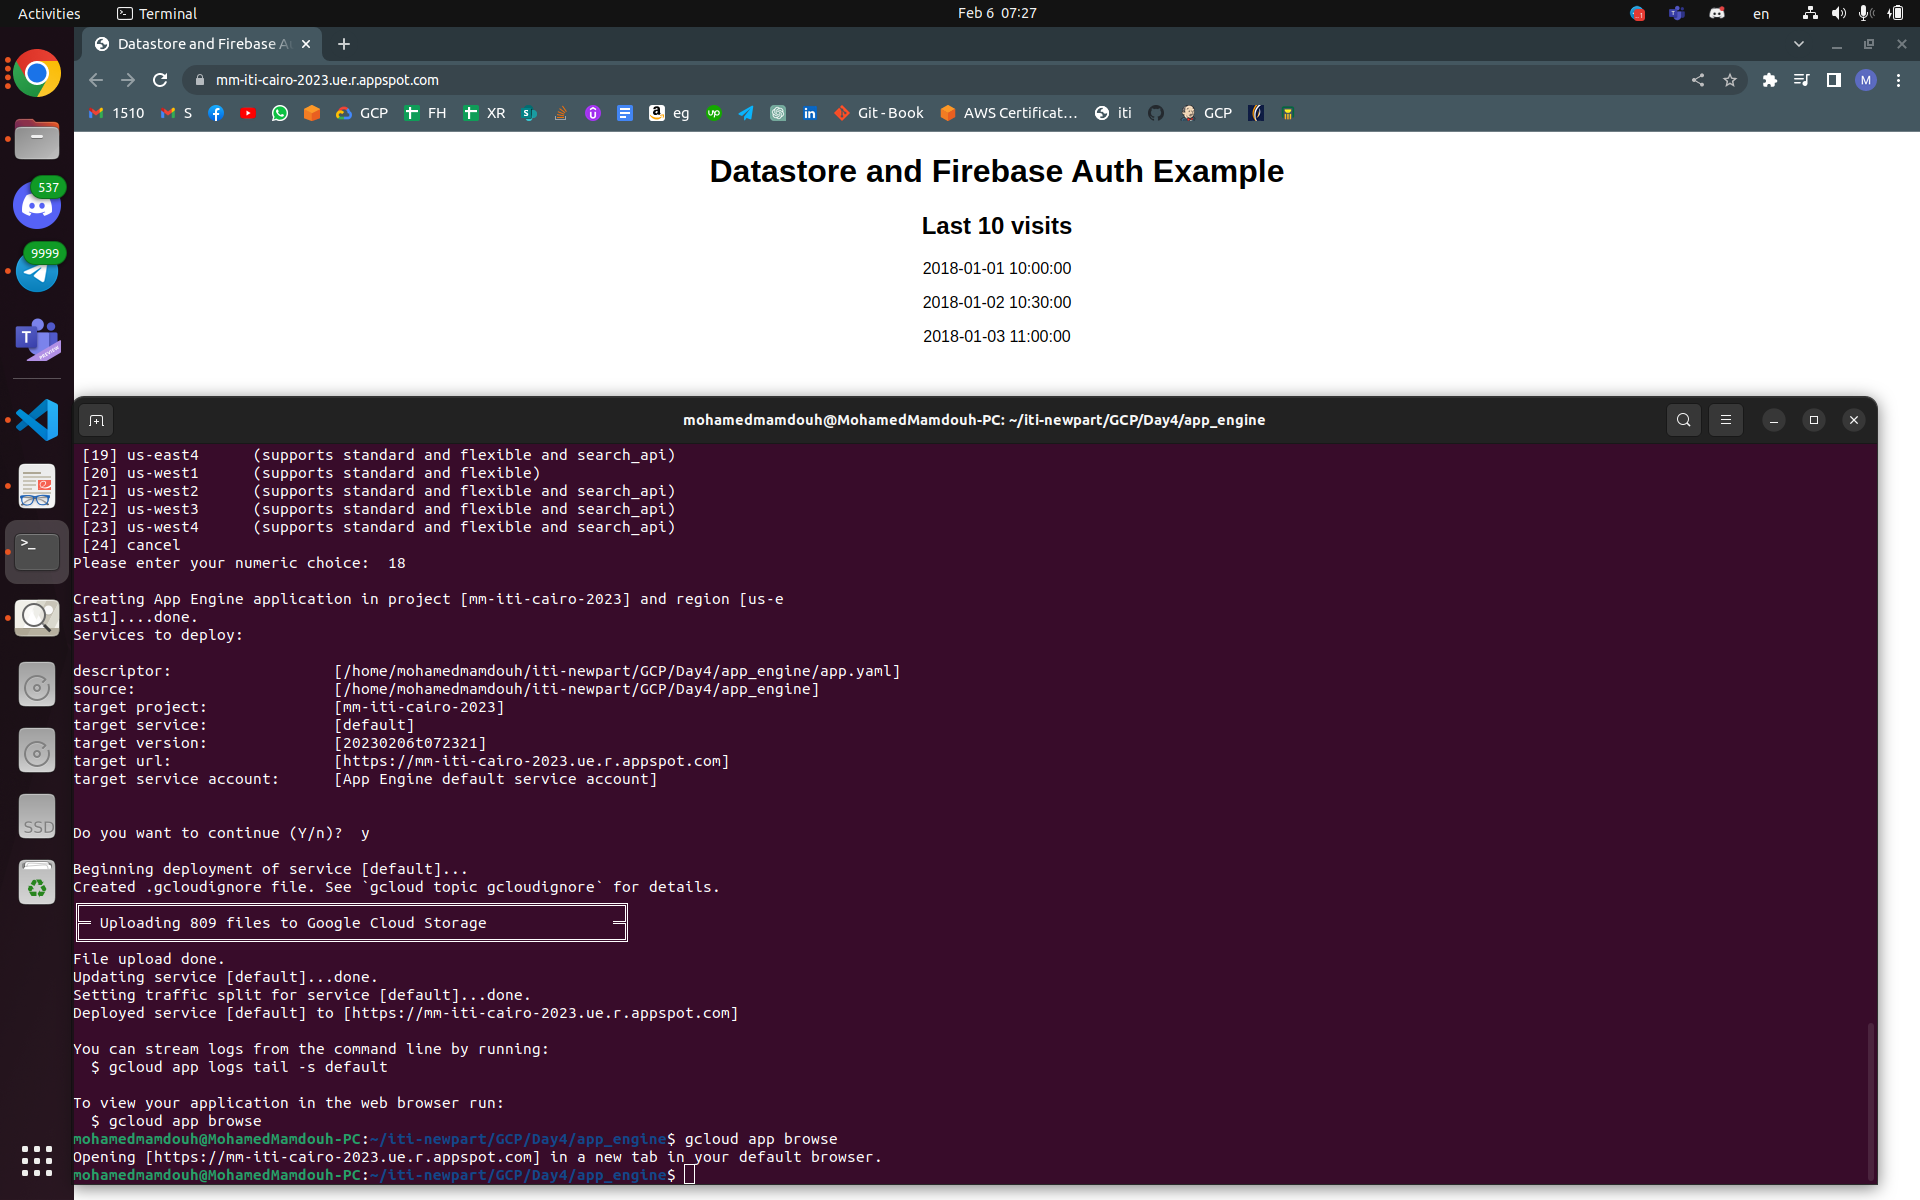 Activities Terminal Feb 6 07:27 en
Datastore and Firebase A
mm-iti-cairo-2023.ue.r.appspot.com M
1510 S GCP FH XR eg Git - Book AWS Certificat... iti GCP
Datastore and Firebase Auth Example
Last 10 visits
2018-01-01 10:00:00
2018-01-02 10:30:00
2018-01-03 11:00:00
537
9999
SSD
mohamedmamdouh@MohamedMamdouh-PC: ~/iti-newpart/GCP/Day4/app_engine
[19] us-east4      (supports standard and flexible and search_api)
[20] us-west1      (supports standard and flexible)
[21] us-west2      (supports standard and flexible and search_api)
[22] us-west3      (supports standard and flexible and search_api)
[23] us-west4      (supports standard and flexible and search_api)
[24] cancel
Please enter your numeric choice:  18
Creating App Engine application in project [mm-iti-cairo-2023] and region [us-e
ast1]....done.
Services to deploy:
descriptor:                  [/home/mohamedmamdouh/iti-newpart/GCP/Day4/app_engine/app.yaml]
source:                      [/home/mohamedmamdouh/iti-newpart/GCP/Day4/app_engine]
target project:              [mm-iti-cairo-2023]
target service:              [default]
target version:              [20230206t072321]
target url:                  [https://mm-iti-cairo-2023.ue.r.appspot.com]
target service account:      [App Engine default service account]
Do you want to continue (Y/n)?  y
Beginning deployment of service [default]...
Created .gcloudignore file. See `gcloud topic gcloudignore` for details.
Uploading 809 files to Google Cloud Storage
File upload done.
Updating service [default]...done.
Setting traffic split for service [default]...done.
Deployed service [default] to [https://mm-iti-cairo-2023.ue.r.appspot.com]
You can stream logs from the command line by running:
  $ gcloud app logs tail -s default
To view your application in the web browser run:
  $ gcloud app browse
mohamedmamdouh@MohamedMamdouh-PC:~/iti-newpart/GCP/Day4/app_engine$ gcloud app browse
Opening [https://mm-iti-cairo-2023.ue.r.appspot.com] in a new tab in your default browser.
mohamedmamdouh@MohamedMamdouh-PC:~/iti-newpart/GCP/Day4/app_engine$